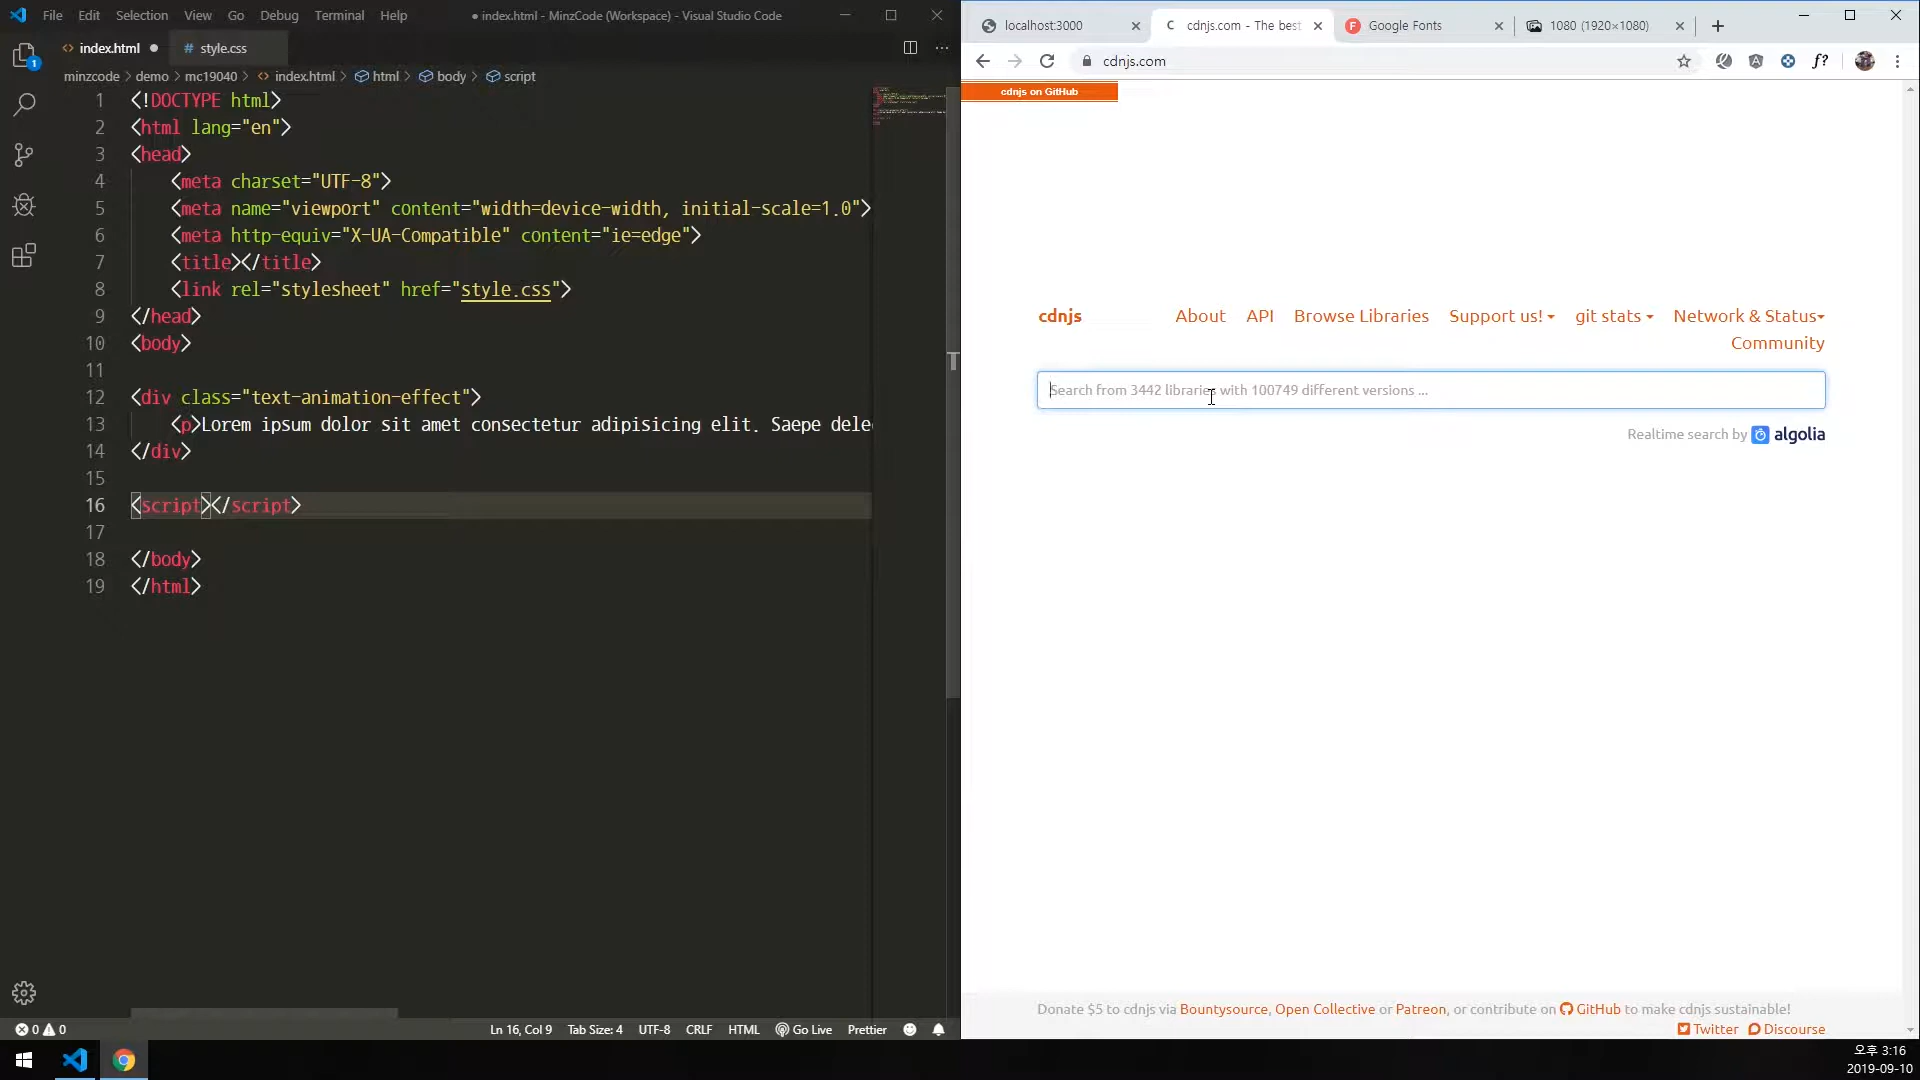 File Edit Selection View Go Debug Terminal Help
● index.html - MinzCode (Workspace) - Visual Studio Code
index.html ●
# style.css
1
minzcode > demo > mc19040 > <> index.html > html > body > script
1 <!DOCTYPE html>
2 <html lang="en">
3 <head>
4 <meta charset="UTF-8">
5 <meta name="viewport" content="width=device-width, initial-scale=1.0">
6 <meta http-equiv="X-UA-Compatible" content="ie=edge">
7 <title></title>
8 <link rel="stylesheet" href="style.css">
9 </head>
10 <body>
11
12 <div class="text-animation-effect">
13 <p>Lorem ipsum dolor sit amet consectetur adipisicing elit. Saepe dele
14 </div>
15
16 <script></script>
17
18 </body>
19 </html>
0 0 Ln 16, Col 9 Tab Size: 4 UTF-8 CRLF HTML Go Live Prettier
localhost:3000
C cdnjs.com - The best
F Google Fonts
1080 (1920×1080)
cdnjs.com
f?
cdnjs on GitHub
cdnjs About API Browse Libraries Support us! git stats Network & Status
Community
Search from 3442 libraries with 100749 different versions ...
Realtime search by algolia
Donate $5 to cdnjs via Bountysource, Open Collective or Patreon, or contribute on GitHub to make cdnjs sustainable!
Twitter Discourse
오후 3:16
2019-09-10